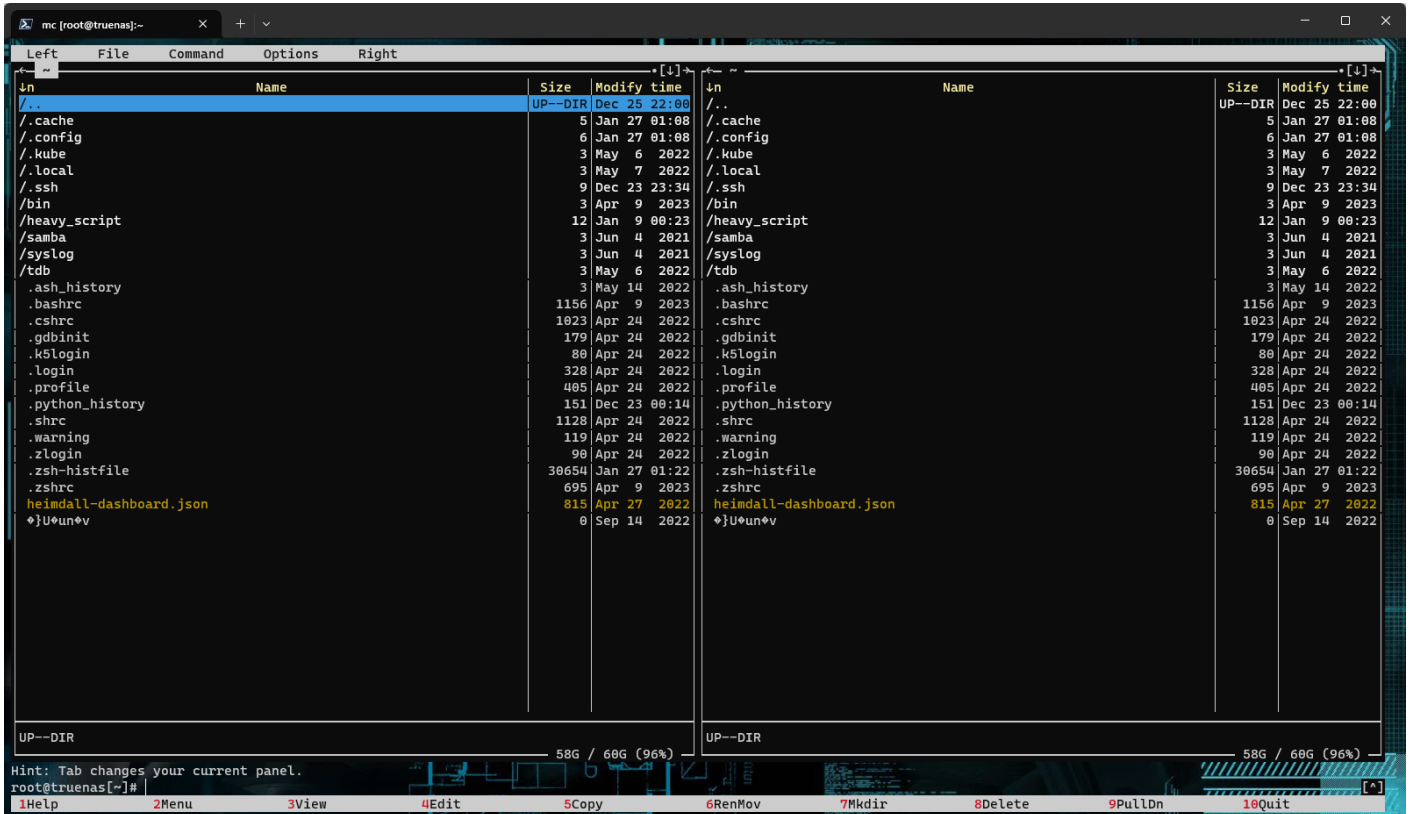 mc [root@truenas]:~
Left File Command Options Right
~ .[↓] ~ .[↓]
↓n Name Size Modify time ↓n Name Size Modify time
/.. UP--DIR Dec 25 22:00 /.. UP--DIR Dec 25 22:00
/.cache 5 Jan 27 01:08 /.cache 5 Jan 27 01:08
/.config 6 Jan 27 01:08 /.config 6 Jan 27 01:08
/.kube 3 May 6 2022 /.kube 3 May 6 2022
/.local 3 May 7 2022 /.local 3 May 7 2022
/.ssh 9 Dec 23 23:34 /.ssh 9 Dec 23 23:34
/bin 3 Apr 9 2023 /bin 3 Apr 9 2023
/heavy_script 12 Jan 9 00:23 /heavy_script 12 Jan 9 00:23
/samba 3 Jun 4 2021 /samba 3 Jun 4 2021
/syslog 3 Jun 4 2021 /syslog 3 Jun 4 2021
/tdb 3 May 6 2022 /tdb 3 May 6 2022
.ash_history 3 May 14 2022 .ash_history 3 May 14 2022
.bashrc 1156 Apr 9 2023 .bashrc 1156 Apr 9 2023
.cshrc 1023 Apr 24 2022 .cshrc 1023 Apr 24 2022
.gdbinit 179 Apr 24 2022 .gdbinit 179 Apr 24 2022
.k5login 80 Apr 24 2022 .k5login 80 Apr 24 2022
.login 328 Apr 24 2022 .login 328 Apr 24 2022
.profile 405 Apr 24 2022 .profile 405 Apr 24 2022
.python_history 151 Dec 23 00:14 .python_history 151 Dec 23 00:14
.shrc 1128 Apr 24 2022 .shrc 1128 Apr 24 2022
.warning 119 Apr 24 2022 .warning 119 Apr 24 2022
.zlogin 90 Apr 24 2022 .zlogin 90 Apr 24 2022
.zsh-histfile 30654 Jan 27 01:22 .zsh-histfile 30654 Jan 27 01:22
.zshrc 695 Apr 9 2023 .zshrc 695 Apr 9 2023
heimdall-dashboard.json 815 Apr 27 2022 heimdall-dashboard.json 815 Apr 27 2022
�}U�un�v 0 Sep 14 2022 �}U�un�v 0 Sep 14 2022
UP--DIR UP--DIR
58G / 60G (96%) 58G / 60G (96%)
Hint: Tab changes your current panel.
root@truenas[~]# [^]
1Help 2Menu 3View 4Edit 5Copy 6RenMov 7Mkdir 8Delete 9PullDn 10Quit